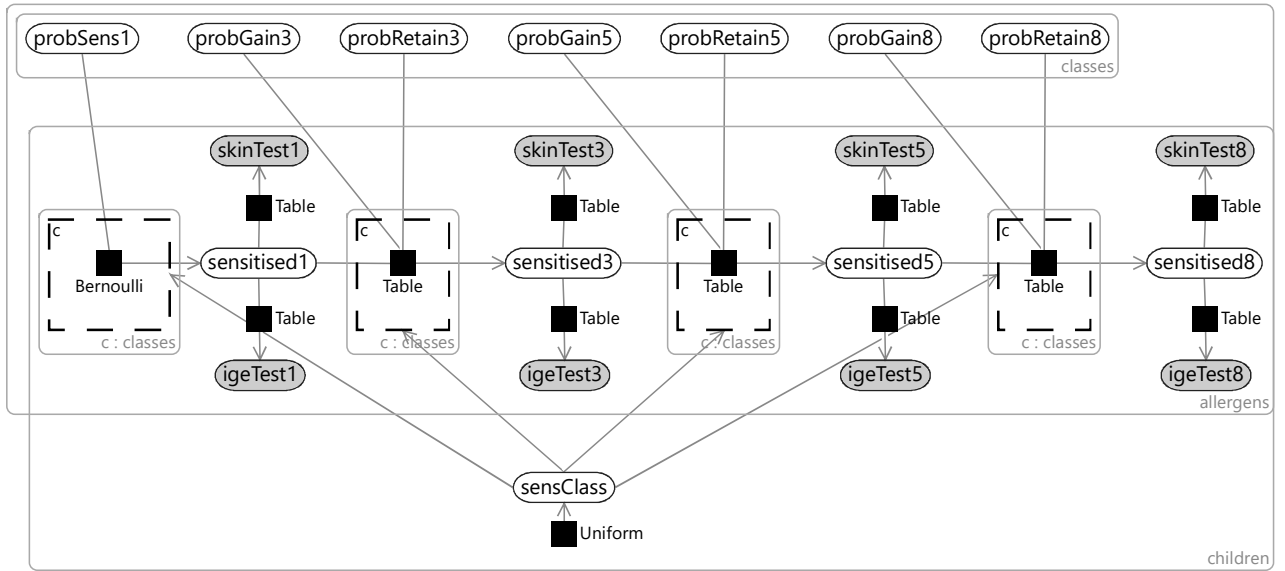 probSens1 probGain3 probRetain3 probGain5 probRetain5 probGain8 probRetain8
classes
skinTest1 skinTest3 skinTest5 skinTest8
Table Table Table Table
c c c c
sensitised1 sensitised3 sensitised5 sensitised8
Bernoulli Table Table Table
Table Table Table Table
c : classes c : classes c : classes c : classes
igeTest1 igeTest3 igeTest5 igeTest8
allergens
sensClass
Uniform
children